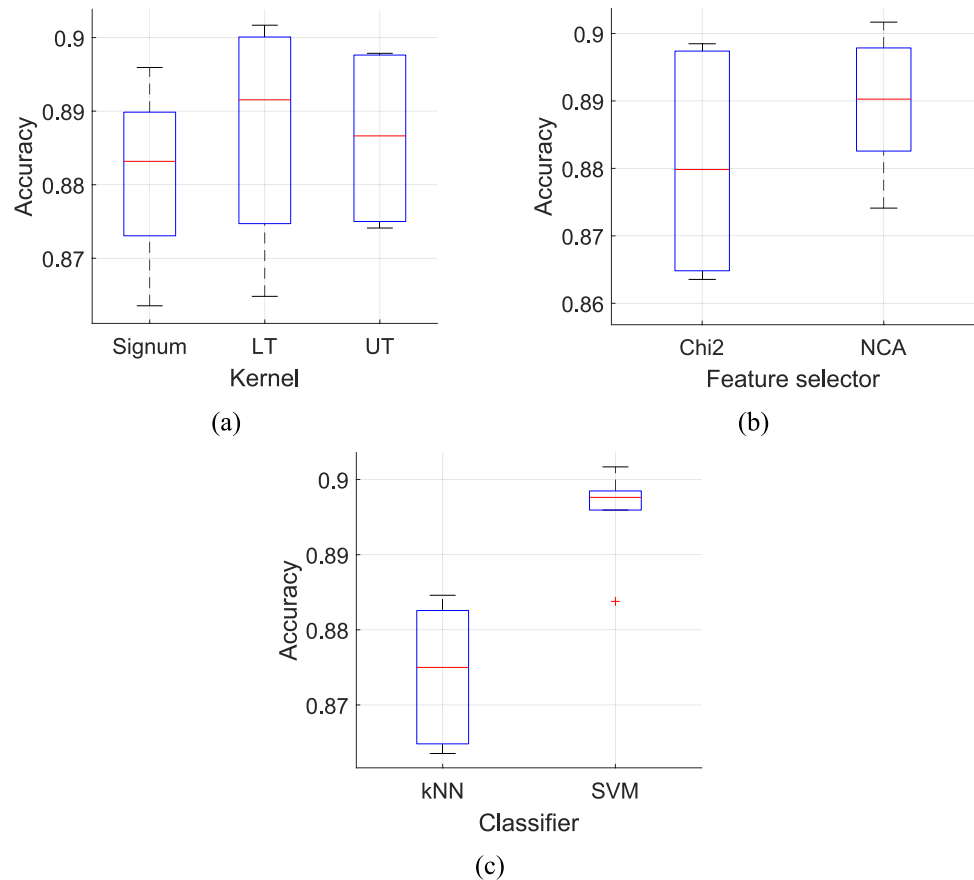 0.9
0.89
0.88
0.87
Accuracy
Signum LT UT
Kernel
(a)
0.9
0.89
0.88
0.87
0.86
Accuracy
Chi2 NCA
Feature selector
(b)
0.9
0.89
0.88
0.87
Accuracy
kNN SVM
Classifier
(c)